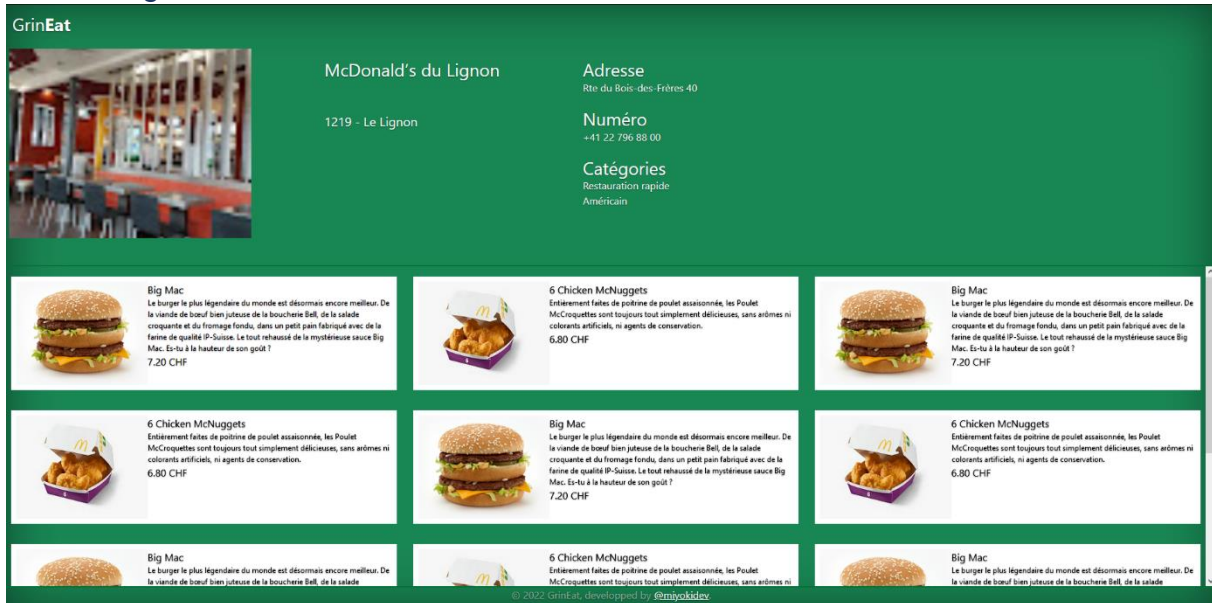 GrinEat
McDonald's du Lignon
1219 - Le Lignon
Adresse
Rte du Bois-des-Frères 40
Numéro
+41 22 796 88 00
Catégories
Restauration rapide
Américain
Big Mac
Le burger le plus légendaire du monde est désormais encore meilleur. De
la viande de bœuf bien juteuse de la boucherie Bell, de la salade
croquante et du fromage fondu, dans un petit pain fabriqué avec de la
farine de qualité IP-Suisse. Le tout rehaussé de la mystérieuse sauce Big
Mac. Es-tu à la hauteur de son goût ?
7.20 CHF
6 Chicken McNuggets
Entièrement faites de poitrine de poulet assaisonnée, les Poulet
McCroquettes sont toujours tout simplement délicieuses, sans arômes ni
colorants artificiels, ni agents de conservation.
6.80 CHF
Big Mac
Le burger le plus légendaire du monde est désormais encore meilleur. De
la viande de bœuf bien juteuse de la boucherie Bell, de la salade
croquante et du fromage fondu, dans un petit pain fabriqué avec de la
farine de qualité IP-Suisse. Le tout rehaussé de la mystérieuse sauce Big
Mac. Es-tu à la hauteur de son goût ?
7.20 CHF
6 Chicken McNuggets
Entièrement faites de poitrine de poulet assaisonnée, les Poulet
McCroquettes sont toujours tout simplement délicieuses, sans arômes ni
colorants artificiels, ni agents de conservation.
6.80 CHF
Big Mac
Le burger le plus légendaire du monde est désormais encore meilleur. De
la viande de bœuf bien juteuse de la boucherie Bell, de la salade
croquante et du fromage fondu, dans un petit pain fabriqué avec de la
farine de qualité IP-Suisse. Le tout rehaussé de la mystérieuse sauce Big
Mac. Es-tu à la hauteur de son goût ?
7.20 CHF
6 Chicken McNuggets
Entièrement faites de poitrine de poulet assaisonnée, les Poulet
McCroquettes sont toujours tout simplement délicieuses, sans arômes ni
colorants artificiels, ni agents de conservation.
6.80 CHF
Big Mac
Le burger le plus légendaire du monde est désormais encore meilleur. De
la viande de bœuf bien juteuse de la boucherie Bell, de la salade
6 Chicken McNuggets
Entièrement faites de poitrine de poulet assaisonnée, les Poulet
McCroquettes sont toujours tout simplement délicieuses, sans arômes ni
Big Mac
Le burger le plus légendaire du monde est désormais encore meilleur. De
la viande de bœuf bien juteuse de la boucherie Bell, de la salade
© 2022 GrinEat, developped by @miyokidev.